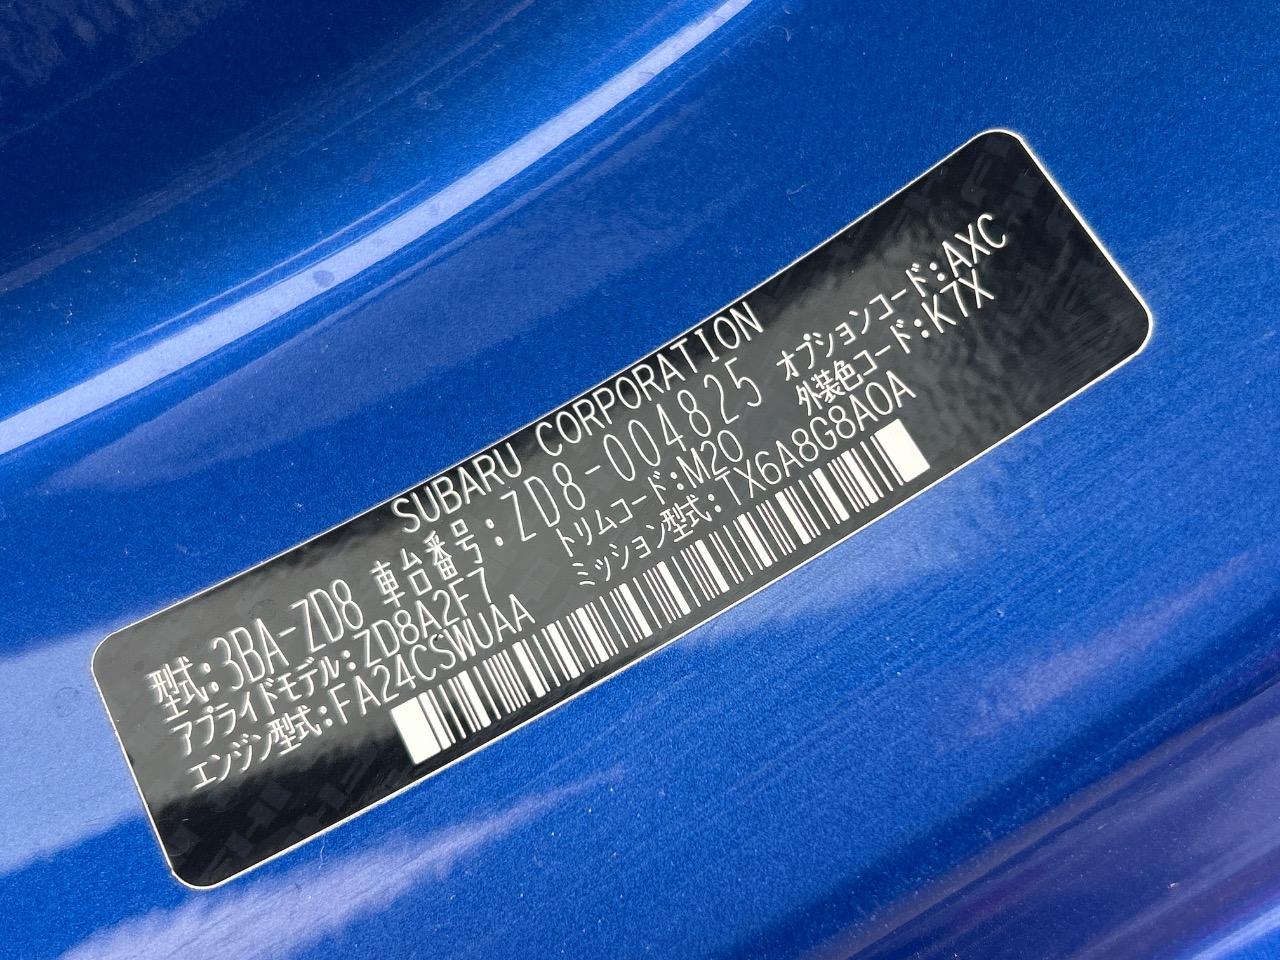 SUBARU CORPORATION
型式:3BA-ZD8 車台番号:ZD8-004825 オプションコード:AXC
アプライドモデル:ZD8A2F7 トリムコード:M20 外装色コード:K7X
エンジン型式:FA24CSWUAA ミッション型式:TX6A8G8A0A